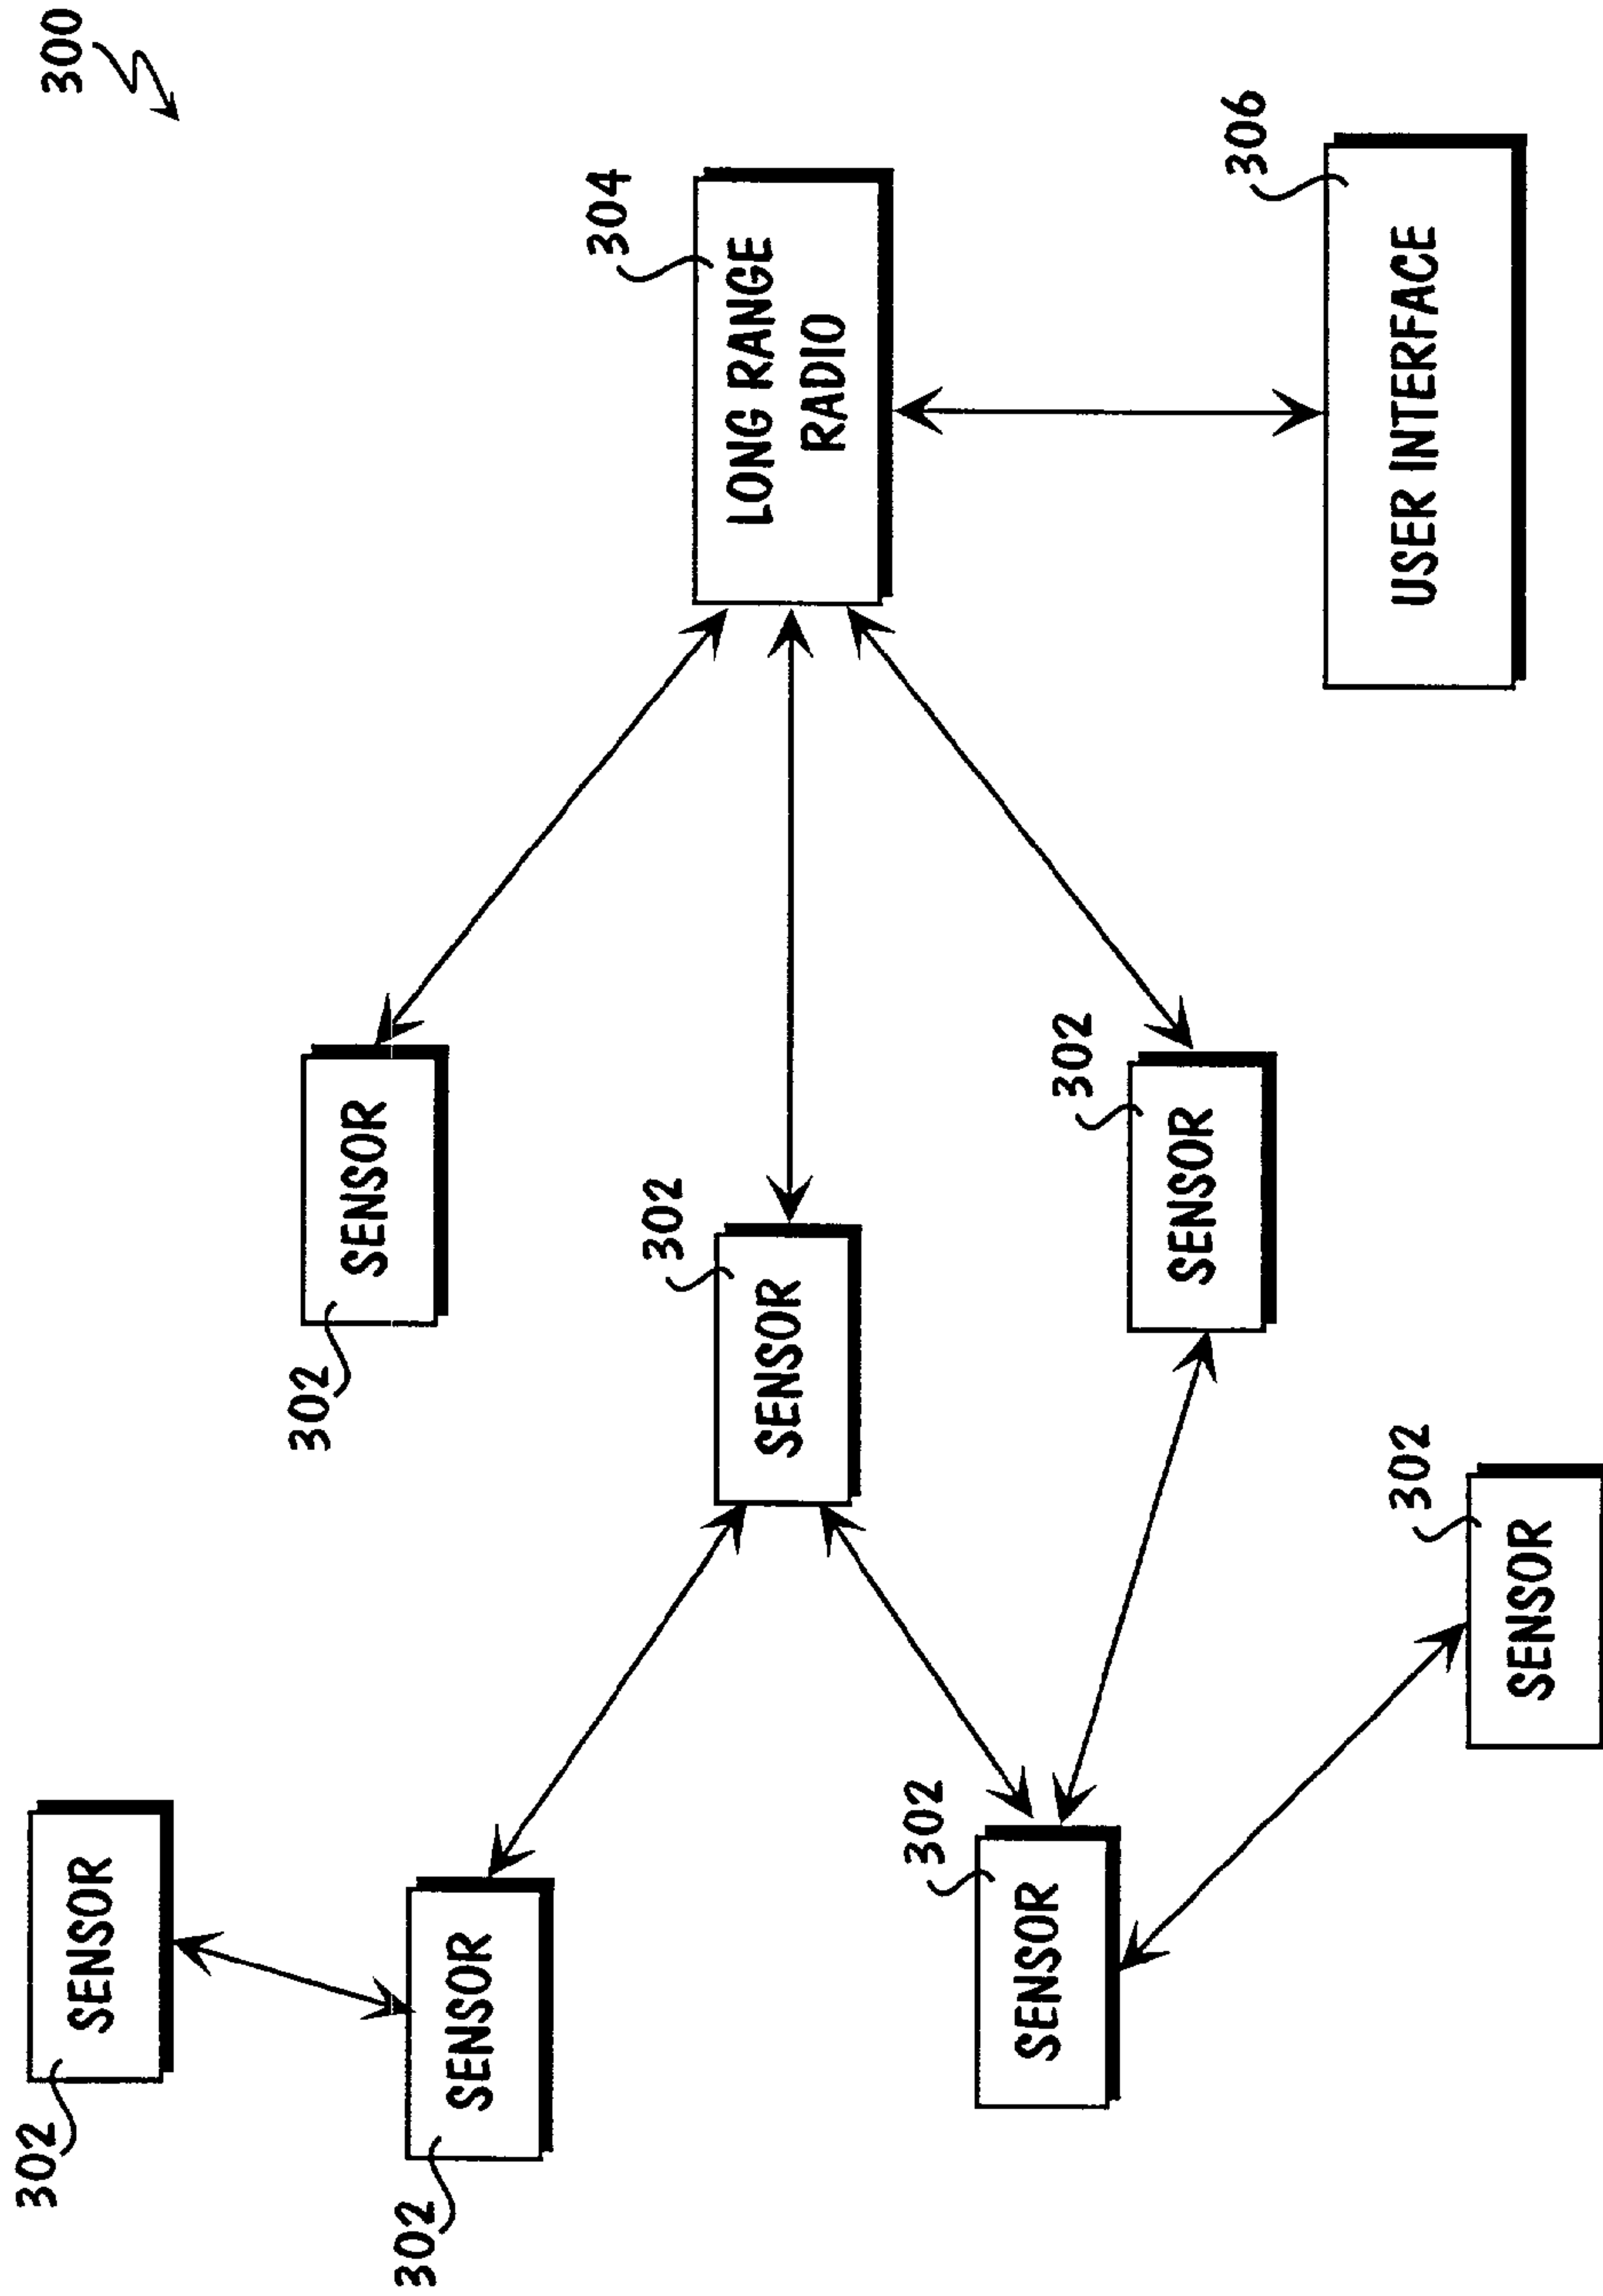 300
302
SENSOR
302
SENSOR
302
SENSOR
304
LONG RANGE
RADIO
302
SENSOR
302
SENSOR
302
SENSOR
306
USER INTERFACE
302
SENSOR